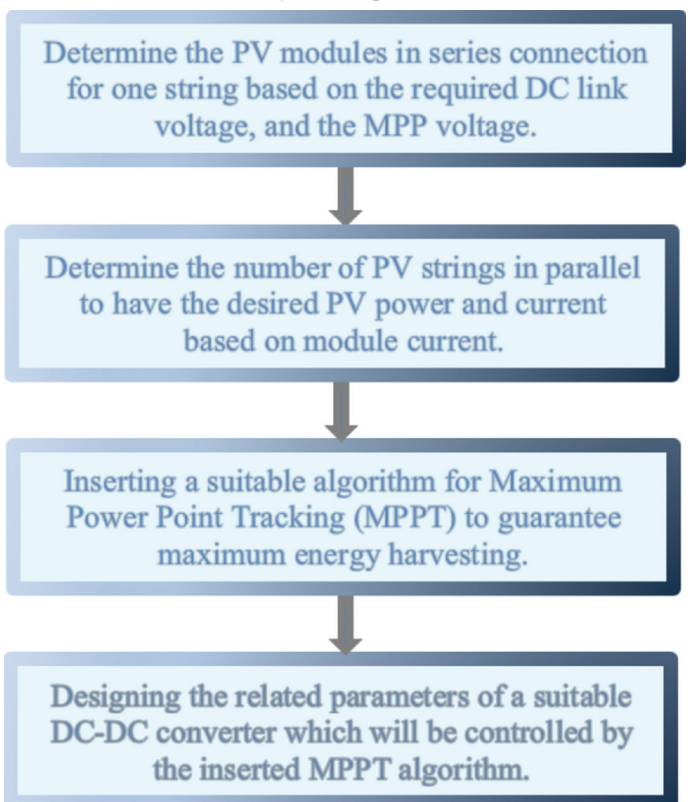 Determine the PV modules in series connection
for one string based on the required DC link
voltage, and the MPP voltage.
Determine the number of PV strings in parallel
to have the desired PV power and current
based on module current.
Inserting a suitable algorithm for Maximum
Power Point Tracking (MPPT) to guarantee
maximum energy harvesting.
Designing the related parameters of a suitable
DC-DC converter which will be controlled by
the inserted MPPT algorithm.